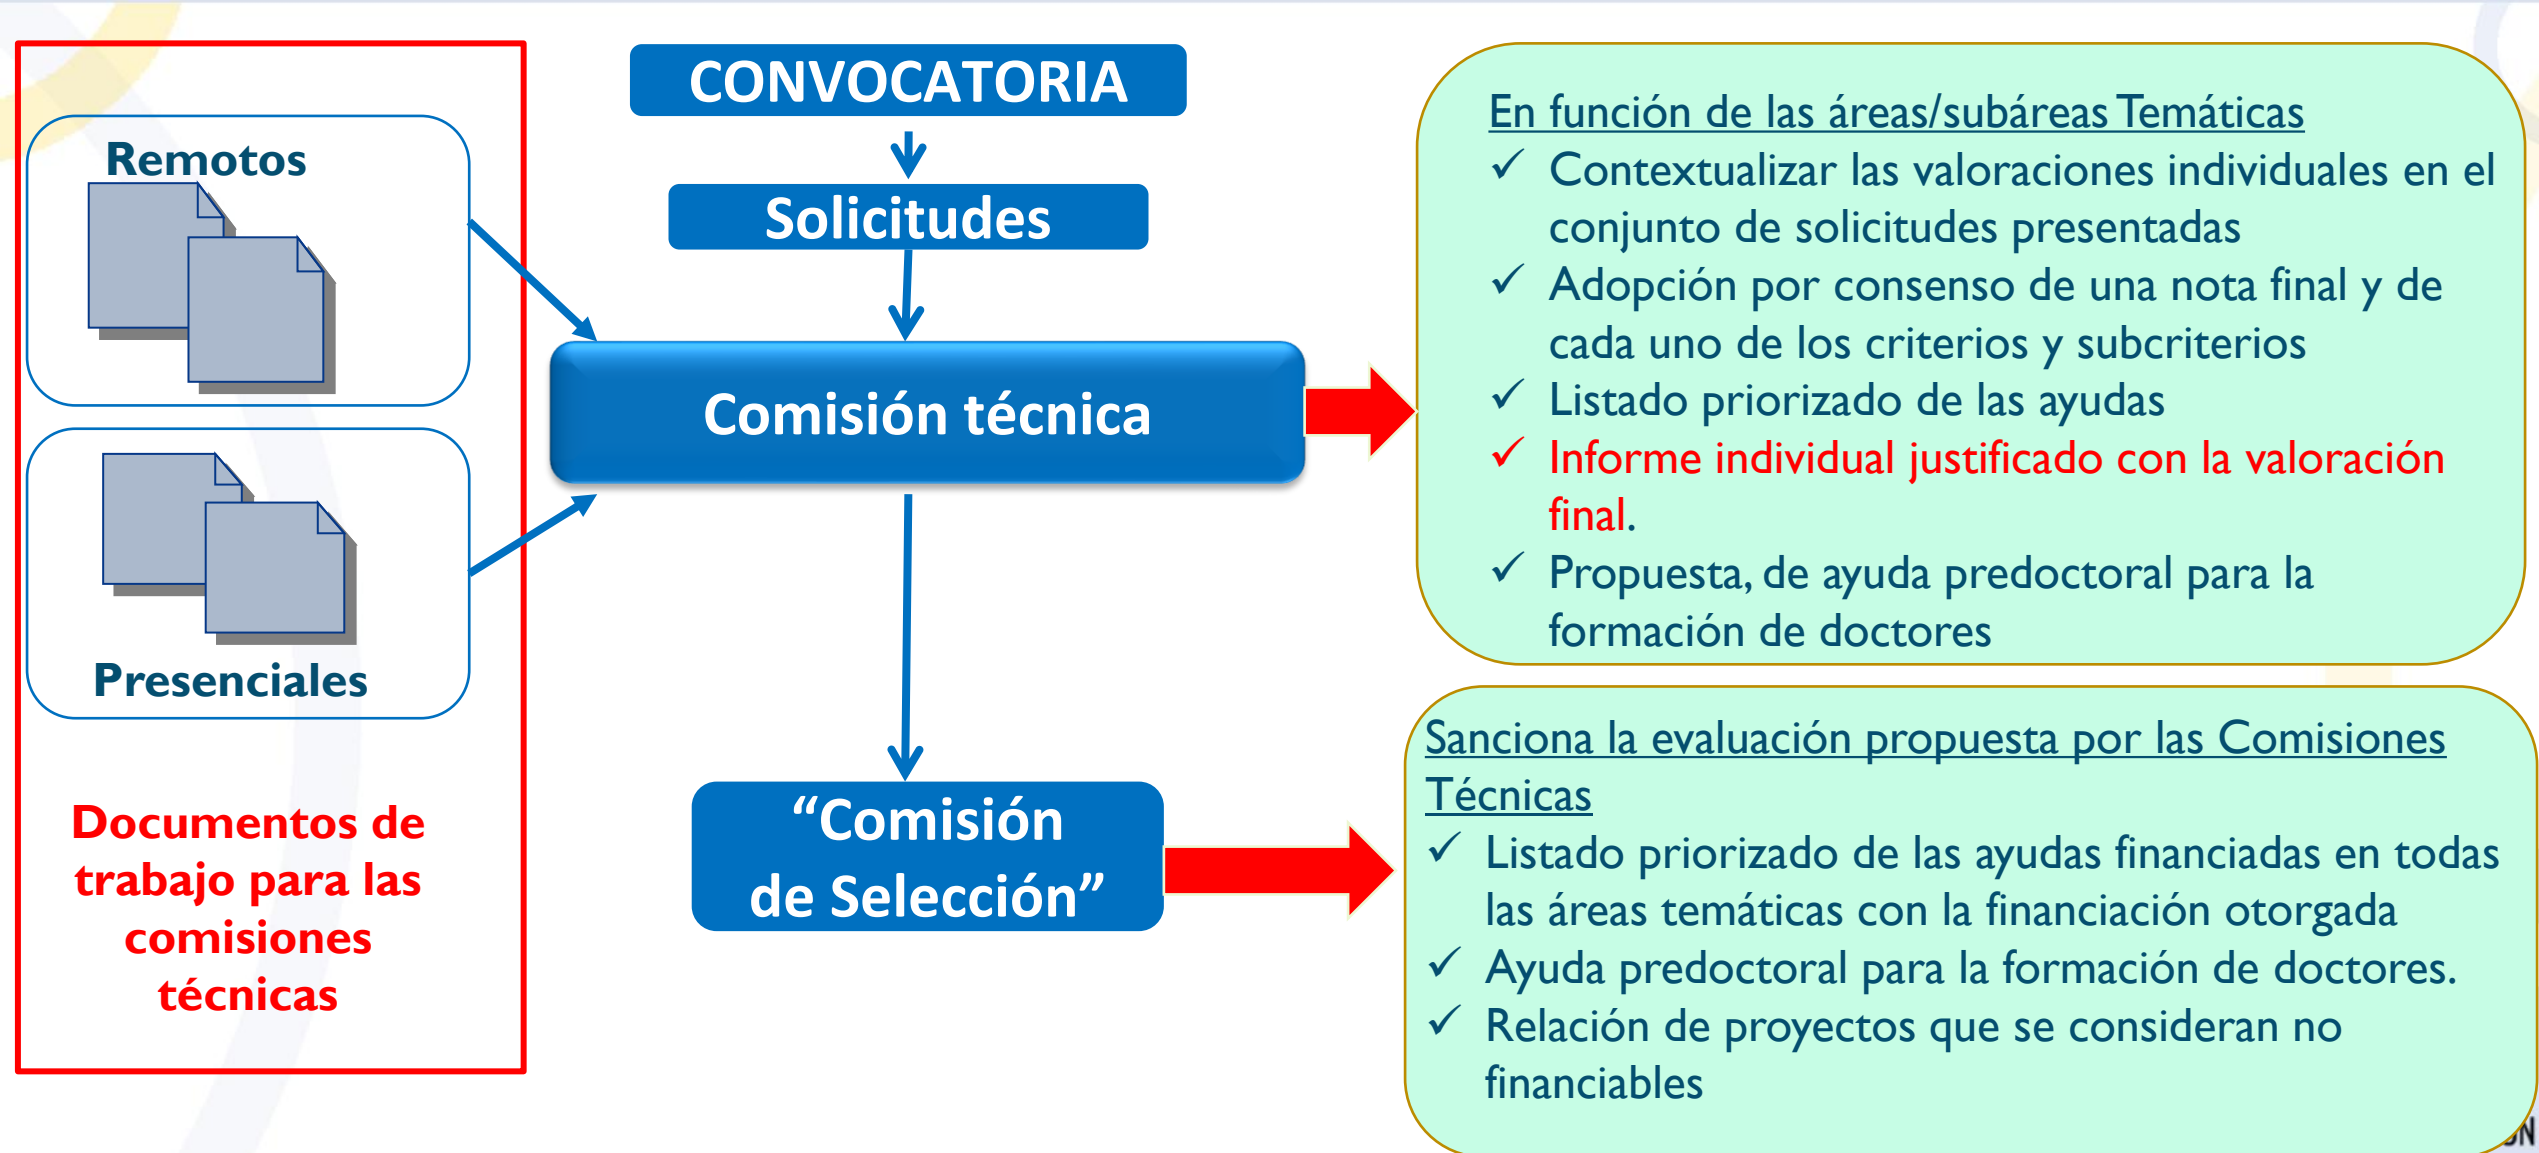 Remotos
Presenciales
Documentos de
trabajo para las
comisiones
técnicas
CONVOCATORIA
Solicitudes
Comisión técnica
“Comisión
de Selección”
En función de las áreas/subáreas Temáticas
✓ Contextualizar las valoraciones individuales en el
conjunto de solicitudes presentadas
✓ Adopción por consenso de una nota final y de
cada uno de los criterios y subcriterios
✓ Listado priorizado de las ayudas
✓ Informe individual justificado con la valoración
final.
✓ Propuesta, de ayuda predoctoral para la
formación de doctores
Sanciona la evaluación propuesta por las Comisiones
Técnicas
✓ Listado priorizado de las ayudas financiadas en todas
las áreas temáticas con la financiación otorgada
✓ Ayuda predoctoral para la formación de doctores.
✓ Relación de proyectos que se consideran no
financiables